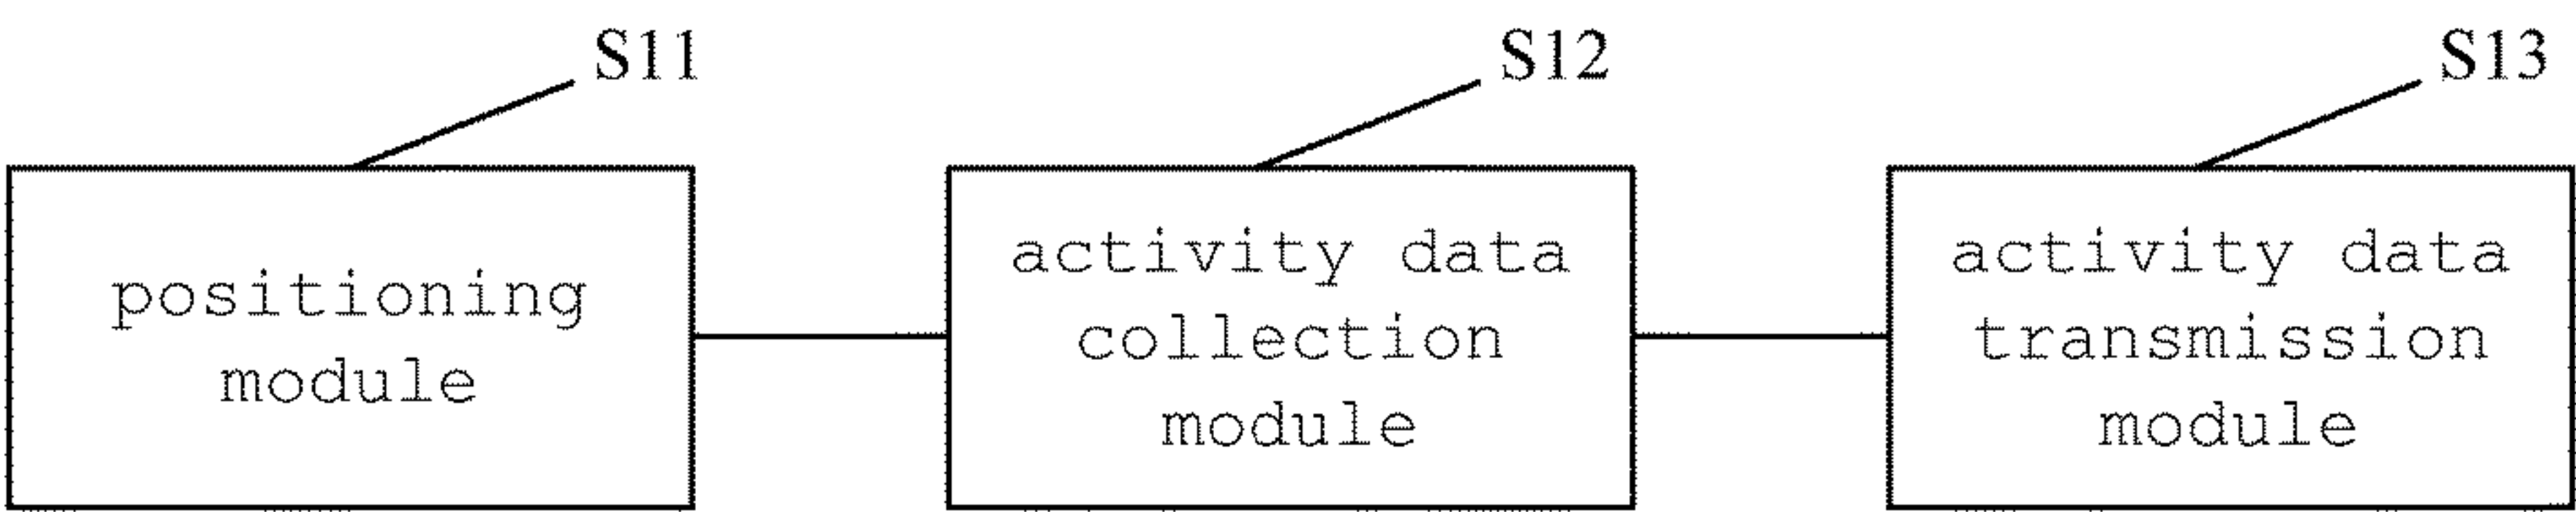 S11
S12
S13
positioning
module
activity data
collection
module
activity data
transmission
module